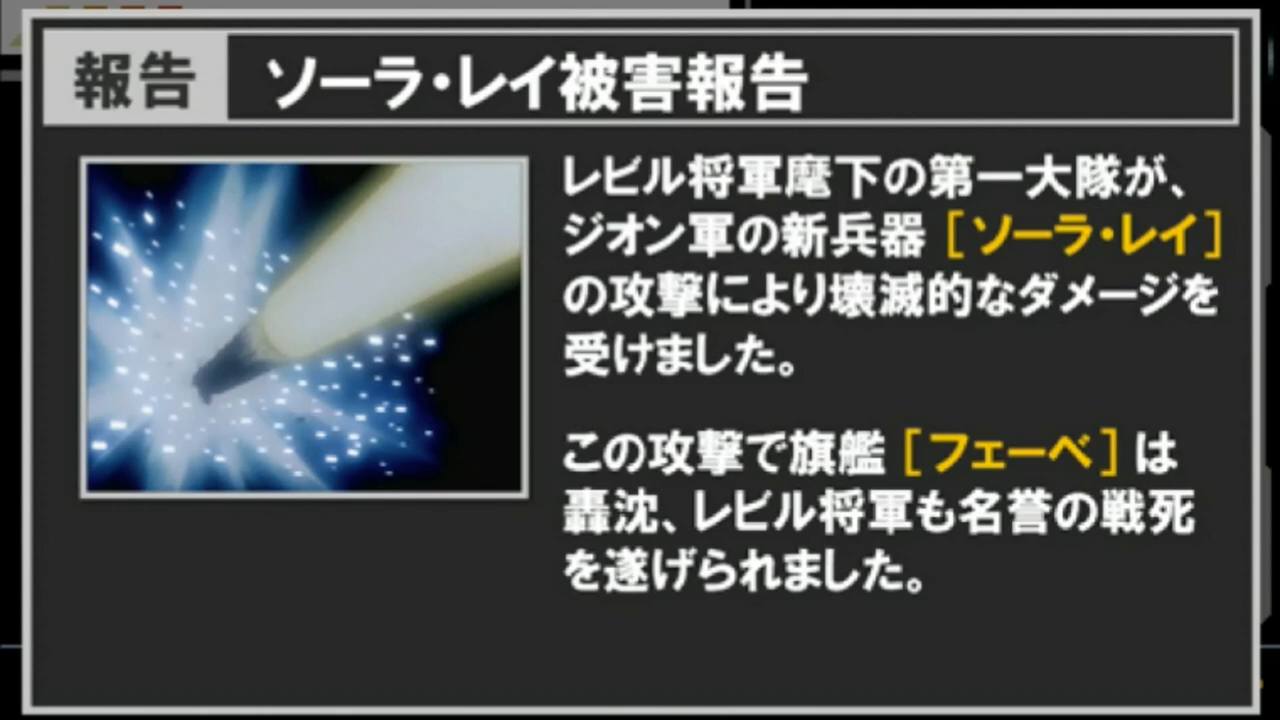 報告
ソーラ・レイ被害報告
レビル将軍麾下の第一大隊が、
ジオン軍の新兵器［ソーラ・レイ］
の攻撃により壊滅的なダメージを
受けました。
この攻撃で旗艦［フェーベ］は
轟沈、レビル将軍も名誉の戦死
を遂げられました。